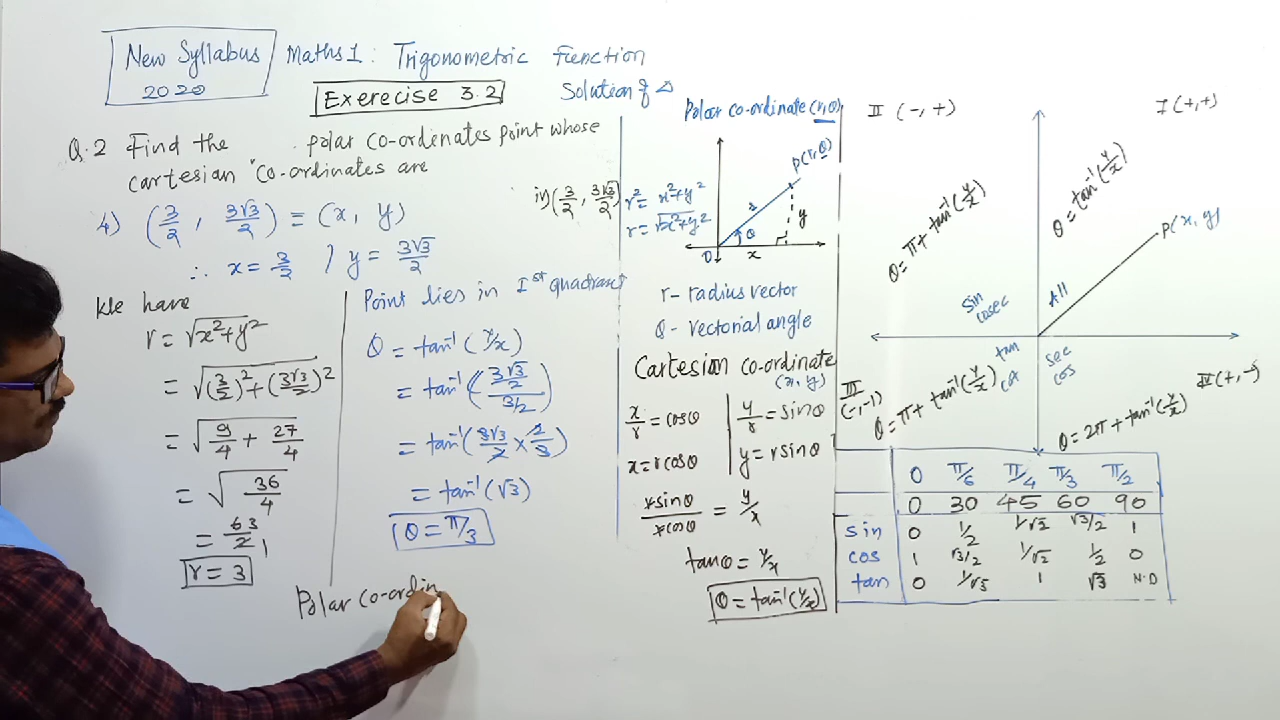 New Syllabus
2020
Maths 1 : Trigonometric Function
Exerecise 3.2
Solution of Δ
Q.2 Find the polar co-ordenates point whose
cartesian co-ordinates are
4) (3/2, 3√3/2) ≡ (x, y)
∴ x = 3/2 / y = 3√3/2
We have
r = √x²+y²
= √(3/2)²+(3√3/2)²
= √9/4 + 27/4
= √36/4
= 6 3/2 1
r = 3
Point lies in Iˢᵗ quadrant
θ = tan⁻¹(y/x)
= tan⁻¹(3√3/2 / 3/2)
= tan⁻¹(3√3/2 × 2/3)
= tan⁻¹(√3)
θ = π/3
Polar co-ordin
iv) (3/2, 3√3/2)
Polar co-ordinate (r, θ)
r² = x²+y²
r = √x²+y²
P(r, θ)
r
y
θ
O
x
r - radius vector
θ - vectorial angle
Cartesian co-ordinate
(x, y)
x/r = cosθ
x = r cosθ
y/r = sinθ
y = r sinθ
r sinθ / r cosθ = y/x
tanθ = y/x
θ = tan⁻¹(y/x)
II (-, +)
I (+, +)
θ = π + tan⁻¹(y/x)
θ = tan⁻¹(y/x)
P(x, y)
sin
cosec
All
tan
cot
sec
cos
III
(-, -1)
θ = π + tan⁻¹(y/x)
IV (+, -)
θ = 2π + tan⁻¹(y/x)
0 π/6 π/4 π/3 π/2
0 30 45 60 90
sin 0 1/2 1/√2 √3/2 1
cos 1 √3/2 1/√2 1/2 0
tan 0 1/√3 1 √3 N.D